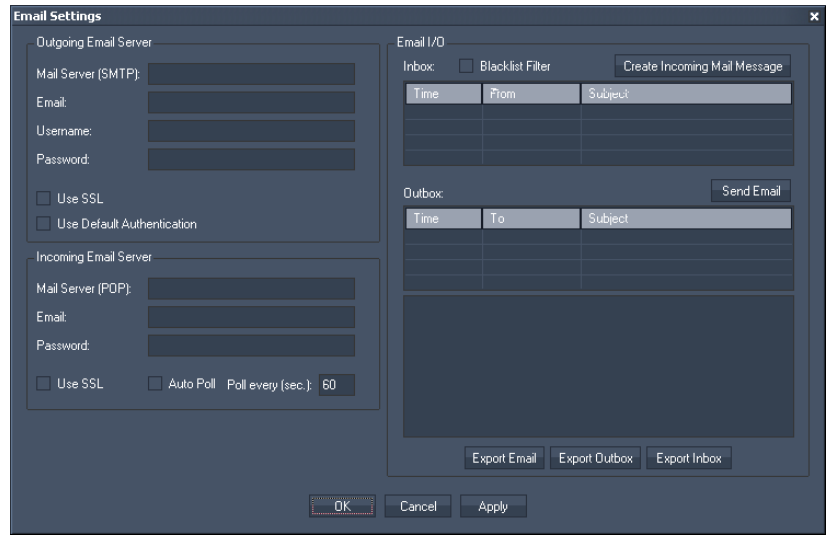 Email Settings
Outgoing Email Server
Mail Server (SMTP):
Email:
Username:
Password:
Use SSL
Use Default Authentication
Incoming Email Server
Mail Server (POP):
Email:
Password:
Use SSL Auto Poll Poll every (sec.): 60
Email I/O
Inbox: Blacklist Filter Create Incoming Mail Message
Time From Subject
Outbox: Send Email
Time To Subject
Export Email Export Outbox Export Inbox
OK Cancel Apply